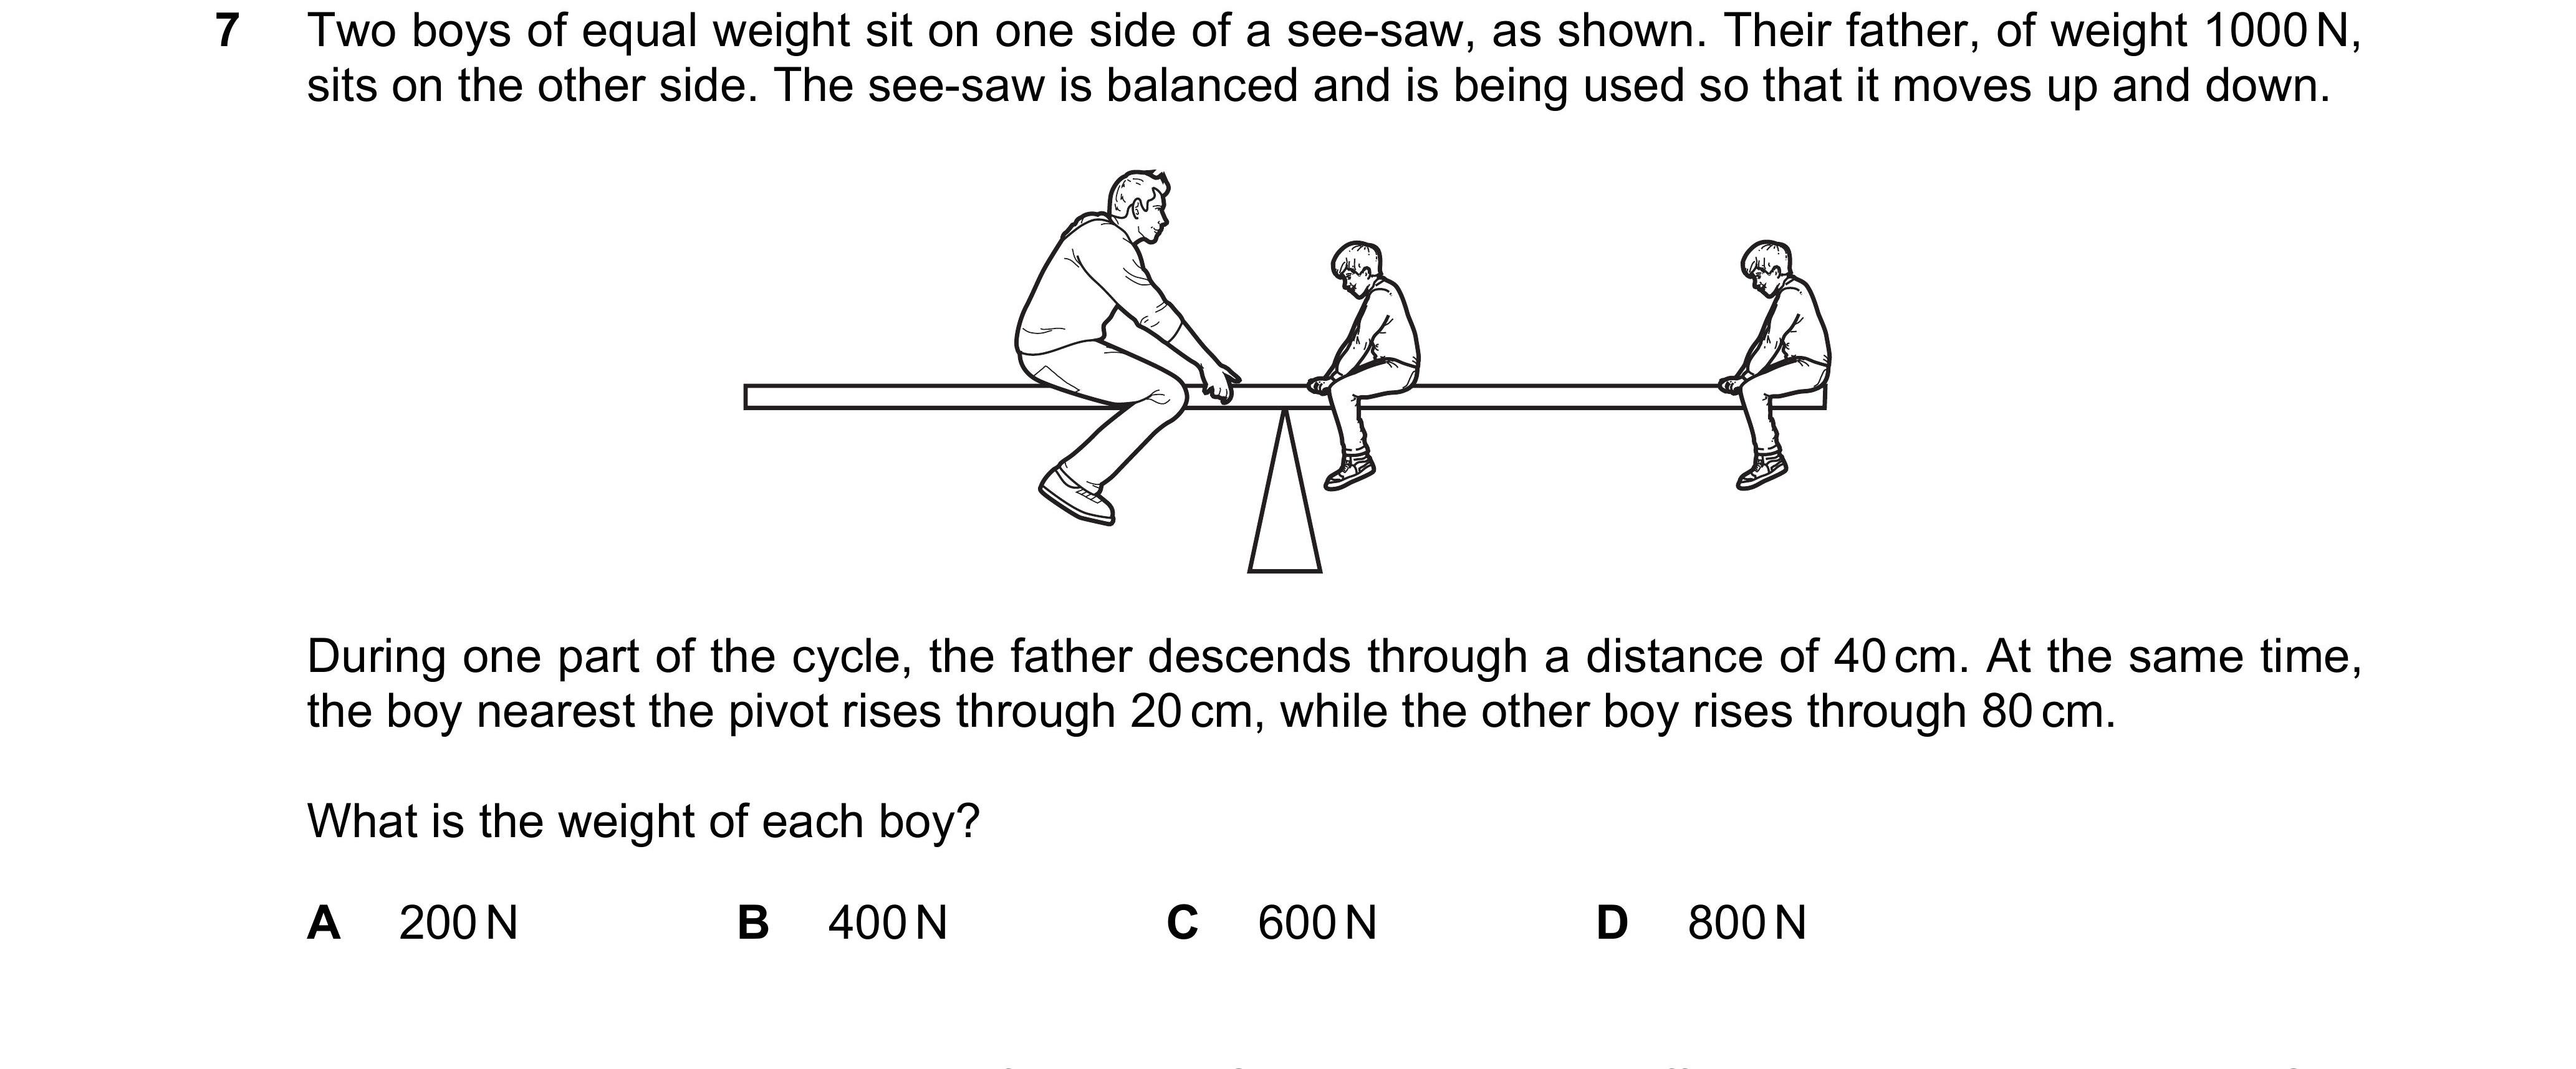 7 Two boys of equal weight sit on one side of a see-saw, as shown. Their father, of weight 1000 N,
sits on the other side. The see-saw is balanced and is being used so that it moves up and down.
During one part of the cycle, the father descends through a distance of 40 cm. At the same time,
the boy nearest the pivot rises through 20 cm, while the other boy rises through 80 cm.
What is the weight of each boy?
A 200 N B 400 N C 600 N D 800 N